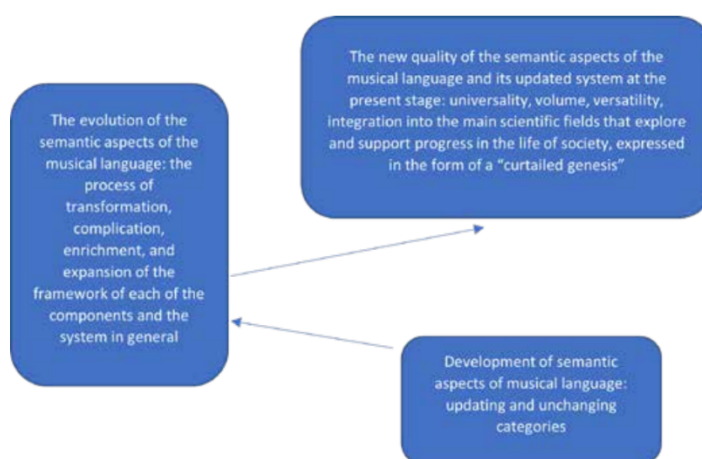 The new quality of the semantic aspects of the
musical language and its updated system at the
present stage: universality, volume, versatility,
integration into the main scientific fields that explore
and support progress in the life of society, expressed
in the form of a “curtailed genesis”
The evolution of the
semantic aspects of the
musical language: the
process of
transformation,
complication,
enrichment, and
expansion of the
framework of each of the
components and the
system in general
Development of semantic
aspects of musical language:
updating and unchanging
categories